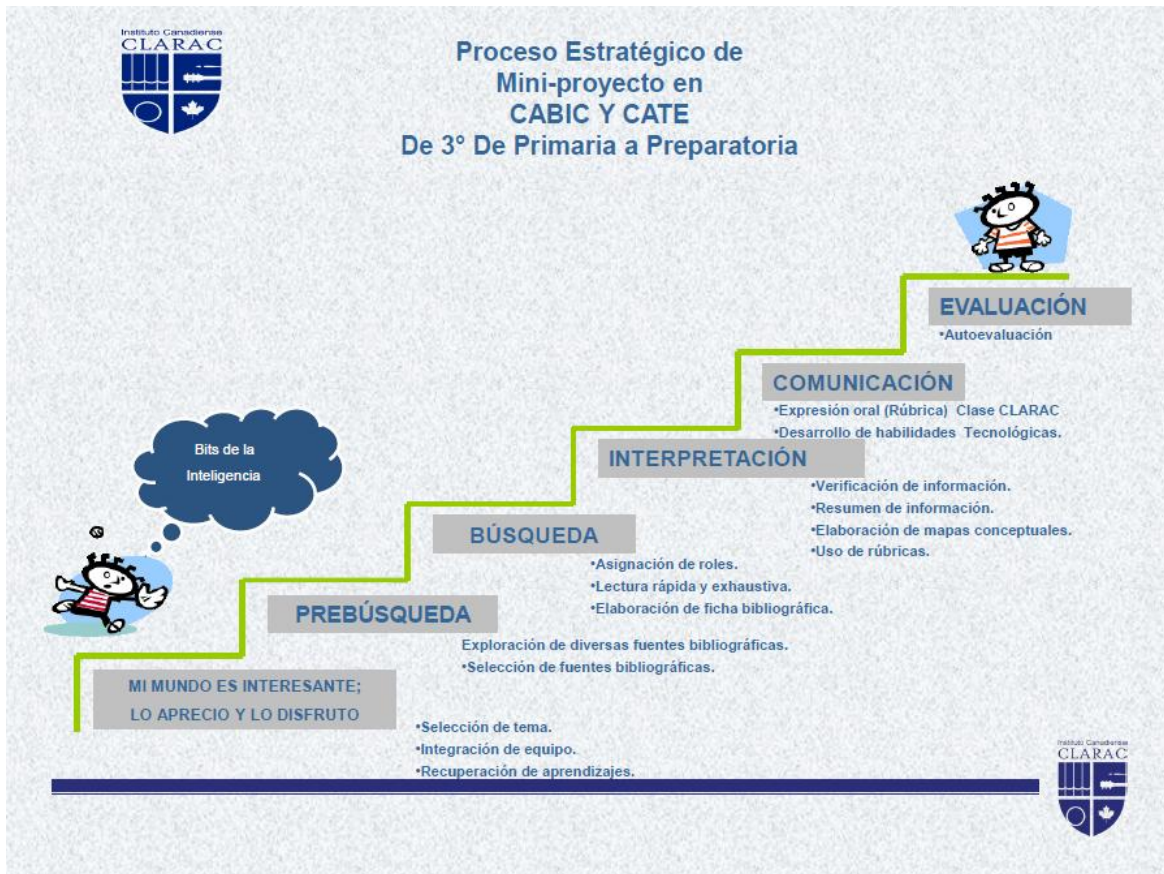 Instituto Canadiense
CLARAC
Proceso Estratégico de
Mini-proyecto en
CABIC Y CATE
De 3° De Primaria a Preparatoria
EVALUACIÓN
•Autoevaluación
COMUNICACIÓN
•Expresión oral (Rúbrica) Clase CLARAC
•Desarrollo de habilidades Tecnológicas.
INTERPRETACIÓN
•Verificación de información.
•Resumen de información.
•Elaboración de mapas conceptuales.
•Uso de rúbricas.
Bits de la
Inteligencia
BÚSQUEDA
•Asignación de roles.
•Lectura rápida y exhaustiva.
•Elaboración de ficha bibliográfica.
PREBÚSQUEDA
Exploración de diversas fuentes bibliográficas.
•Selección de fuentes bibliográficas.
MI MUNDO ES INTERESANTE;
LO APRECIO Y LO DISFRUTO
•Selección de tema.
•Integración de equipo.
•Recuperación de aprendizajes.
Instituto Canadiense
CLARAC